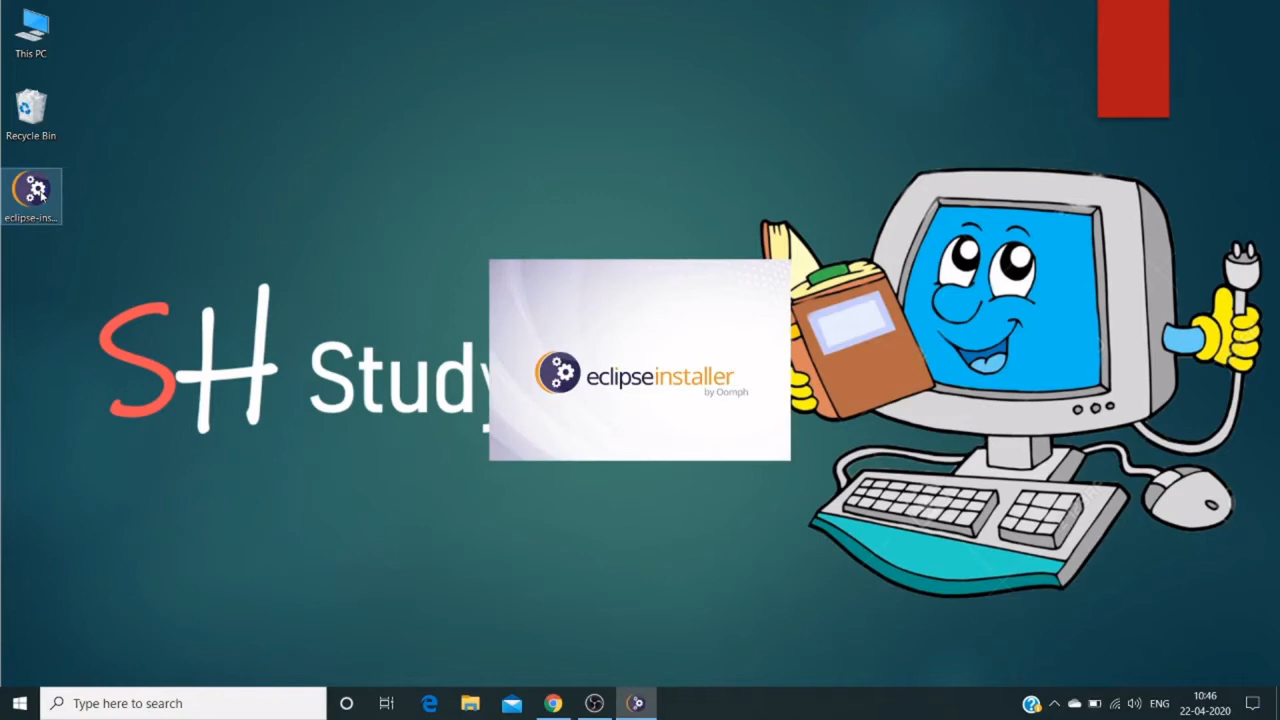 This PC
Recycle Bin
eclipse-ins...
SH Study
eclipseinstaller
by Oomph
Type here to search
ENG
10:46
22-04-2020